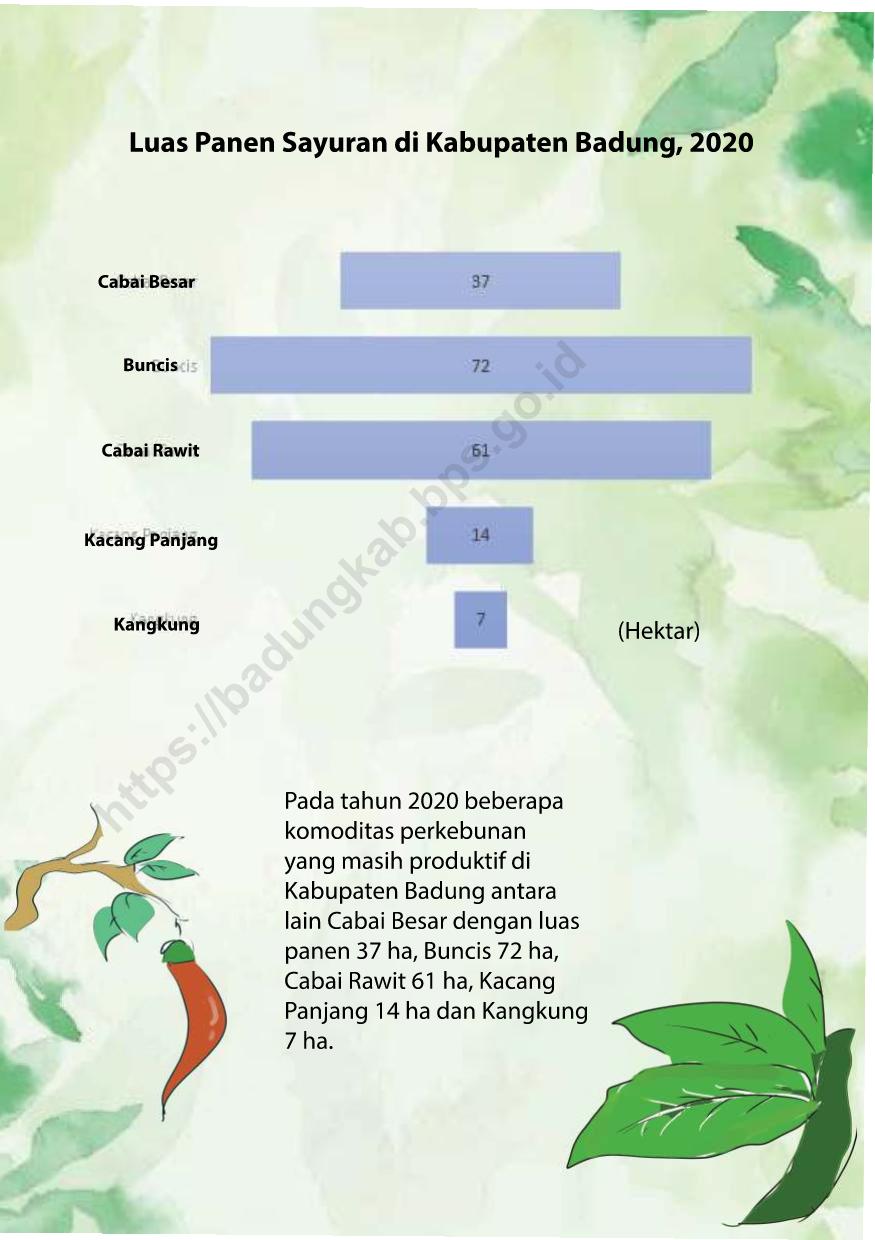 Luas Panen Sayuran di Kabupaten Badung, 2020
Cabai Besar
37
Buncis
72
Cabai Rawit
61
Kacang Panjang
14
Kangkung
7
(Hektar)
https://badungkab.bps.go.id
Pada tahun 2020 beberapa
komoditas perkebunan
yang masih produktif di
Kabupaten Badung antara
lain Cabai Besar dengan luas
panen 37 ha, Buncis 72 ha,
Cabai Rawit 61 ha, Kacang
Panjang 14 ha dan Kangkung
7 ha.